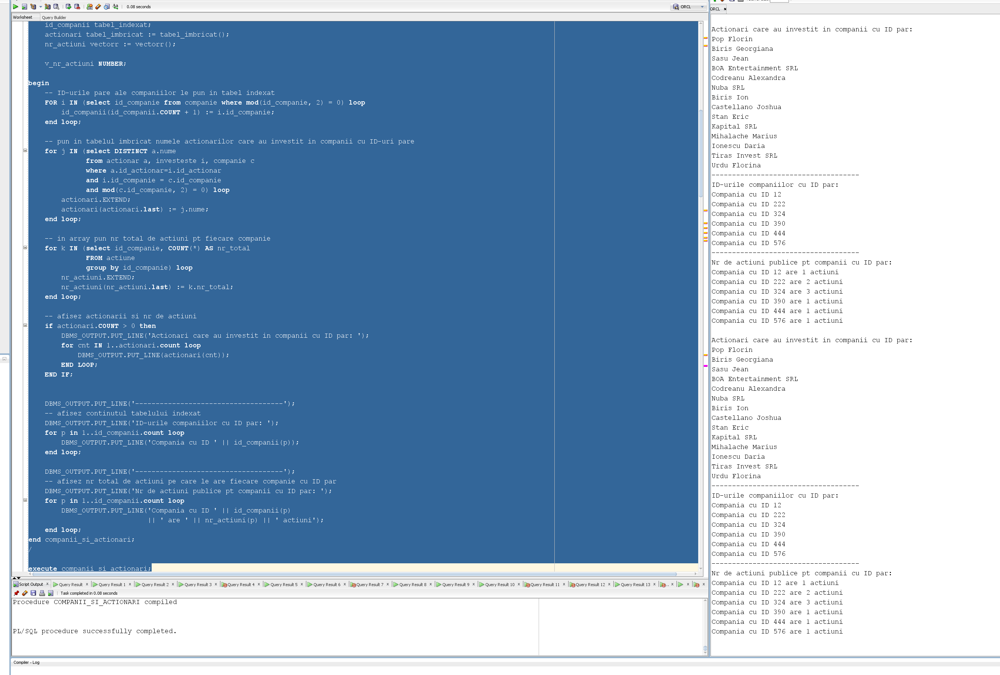 0.08 seconds
ORCL
Worksheet Query Builder
id_companii tabel_indexat;
actionari tabel_imbricat := tabel_imbricat();
nr_actiuni vectorr := vectorr();
v_nr_actiuni NUMBER;
begin
-- ID-urile pare ale companiilor le pun in tabel indexat
FOR i IN (select id_companie from companie where mod(id_companie, 2) = 0) loop
id_companii(id_companii.COUNT + 1) := i.id_companie;
end loop;
-- pun in tabelul imbricat numele actionarilor care au investit in companii cu ID-uri pare
for j IN (select DISTINCT a.nume
from actionar a, investeste i, companie c
where a.id_actionar=i.id_actionar
and i.id_companie = c.id_companie
and mod(c.id_companie, 2) = 0) loop
actionari.EXTEND;
actionari(actionari.last) := j.nume;
end loop;
-- in array pun nr total de actiuni pt fiecare companie
for k IN (select id_companie, COUNT(*) AS nr_total
FROM actiune
group by id_companie) loop
nr_actiuni.EXTEND;
nr_actiuni(nr_actiuni.last) := k.nr_total;
end loop;
-- afisez actionarii si nr de actiuni
if actionari.COUNT > 0 then
DBMS_OUTPUT.PUT_LINE('Actionari care au investit in companii cu ID par: ');
for cnt IN 1..actionari.count loop
DBMS_OUTPUT.PUT_LINE(actionari(cnt));
END LOOP;
END IF;
DBMS_OUTPUT.PUT_LINE('------------------------------------');
-- afisez continutul tabelului indexat
DBMS_OUTPUT.PUT_LINE('ID-urile companiilor cu ID par: ');
for p in 1..id_companii.count loop
DBMS_OUTPUT.PUT_LINE('Compania cu ID ' || id_companii(p));
end loop;
DBMS_OUTPUT.PUT_LINE('------------------------------------');
-- afisez nr total de actiuni pe care le are fiecare companie cu ID par
DBMS_OUTPUT.PUT_LINE('Nr de actiuni publice pt companii cu ID par: ');
for p in 1..id_companii.count loop
DBMS_OUTPUT.PUT_LINE('Compania cu ID ' || id_companii(p)
|| ' are ' || nr_actiuni(p) || ' actiuni');
end loop;
end companii_si_actionari;
/
execute companii_si_actionari;
Script Output x Query Result x Query Result 1 x Query Result 2 x Query Result 3 x Query Result 4 x Query Result 5 x Query Result 6 x Query Result 7 x Query Result 8 x Query Result 9 x Query Result 10 x Query Result 11 x Query Result 12 x Query Result 13 x
Task completed in 0.08 seconds
Procedure COMPANII_SI_ACTIONARI compiled
PL/SQL procedure successfully completed.
Compiler - Log
ORCL x
Actionari care au investit in companii cu ID par:
Pop Florin
Biris Georgiana
Sasu Jean
BOA Entertainment SRL
Codreanu Alexandra
Nuba SRL
Biris Ion
Castellano Joshua
Stan Eric
Kapital SRL
Mihalache Marius
Ionescu Daria
Tiras Invest SRL
Urdu Florina
------------------------------------
ID-urile companiilor cu ID par:
Compania cu ID 12
Compania cu ID 222
Compania cu ID 324
Compania cu ID 390
Compania cu ID 444
Compania cu ID 576
------------------------------------
Nr de actiuni publice pt companii cu ID par:
Compania cu ID 12 are 1 actiuni
Compania cu ID 222 are 2 actiuni
Compania cu ID 324 are 3 actiuni
Compania cu ID 390 are 1 actiuni
Compania cu ID 444 are 1 actiuni
Compania cu ID 576 are 1 actiuni
Actionari care au investit in companii cu ID par:
Pop Florin
Biris Georgiana
Sasu Jean
BOA Entertainment SRL
Codreanu Alexandra
Nuba SRL
Biris Ion
Castellano Joshua
Stan Eric
Kapital SRL
Mihalache Marius
Ionescu Daria
Tiras Invest SRL
Urdu Florina
------------------------------------
ID-urile companiilor cu ID par:
Compania cu ID 12
Compania cu ID 222
Compania cu ID 324
Compania cu ID 390
Compania cu ID 444
Compania cu ID 576
------------------------------------
Nr de actiuni publice pt companii cu ID par:
Compania cu ID 12 are 1 actiuni
Compania cu ID 222 are 2 actiuni
Compania cu ID 324 are 3 actiuni
Compania cu ID 390 are 1 actiuni
Compania cu ID 444 are 1 actiuni
Compania cu ID 576 are 1 actiuni